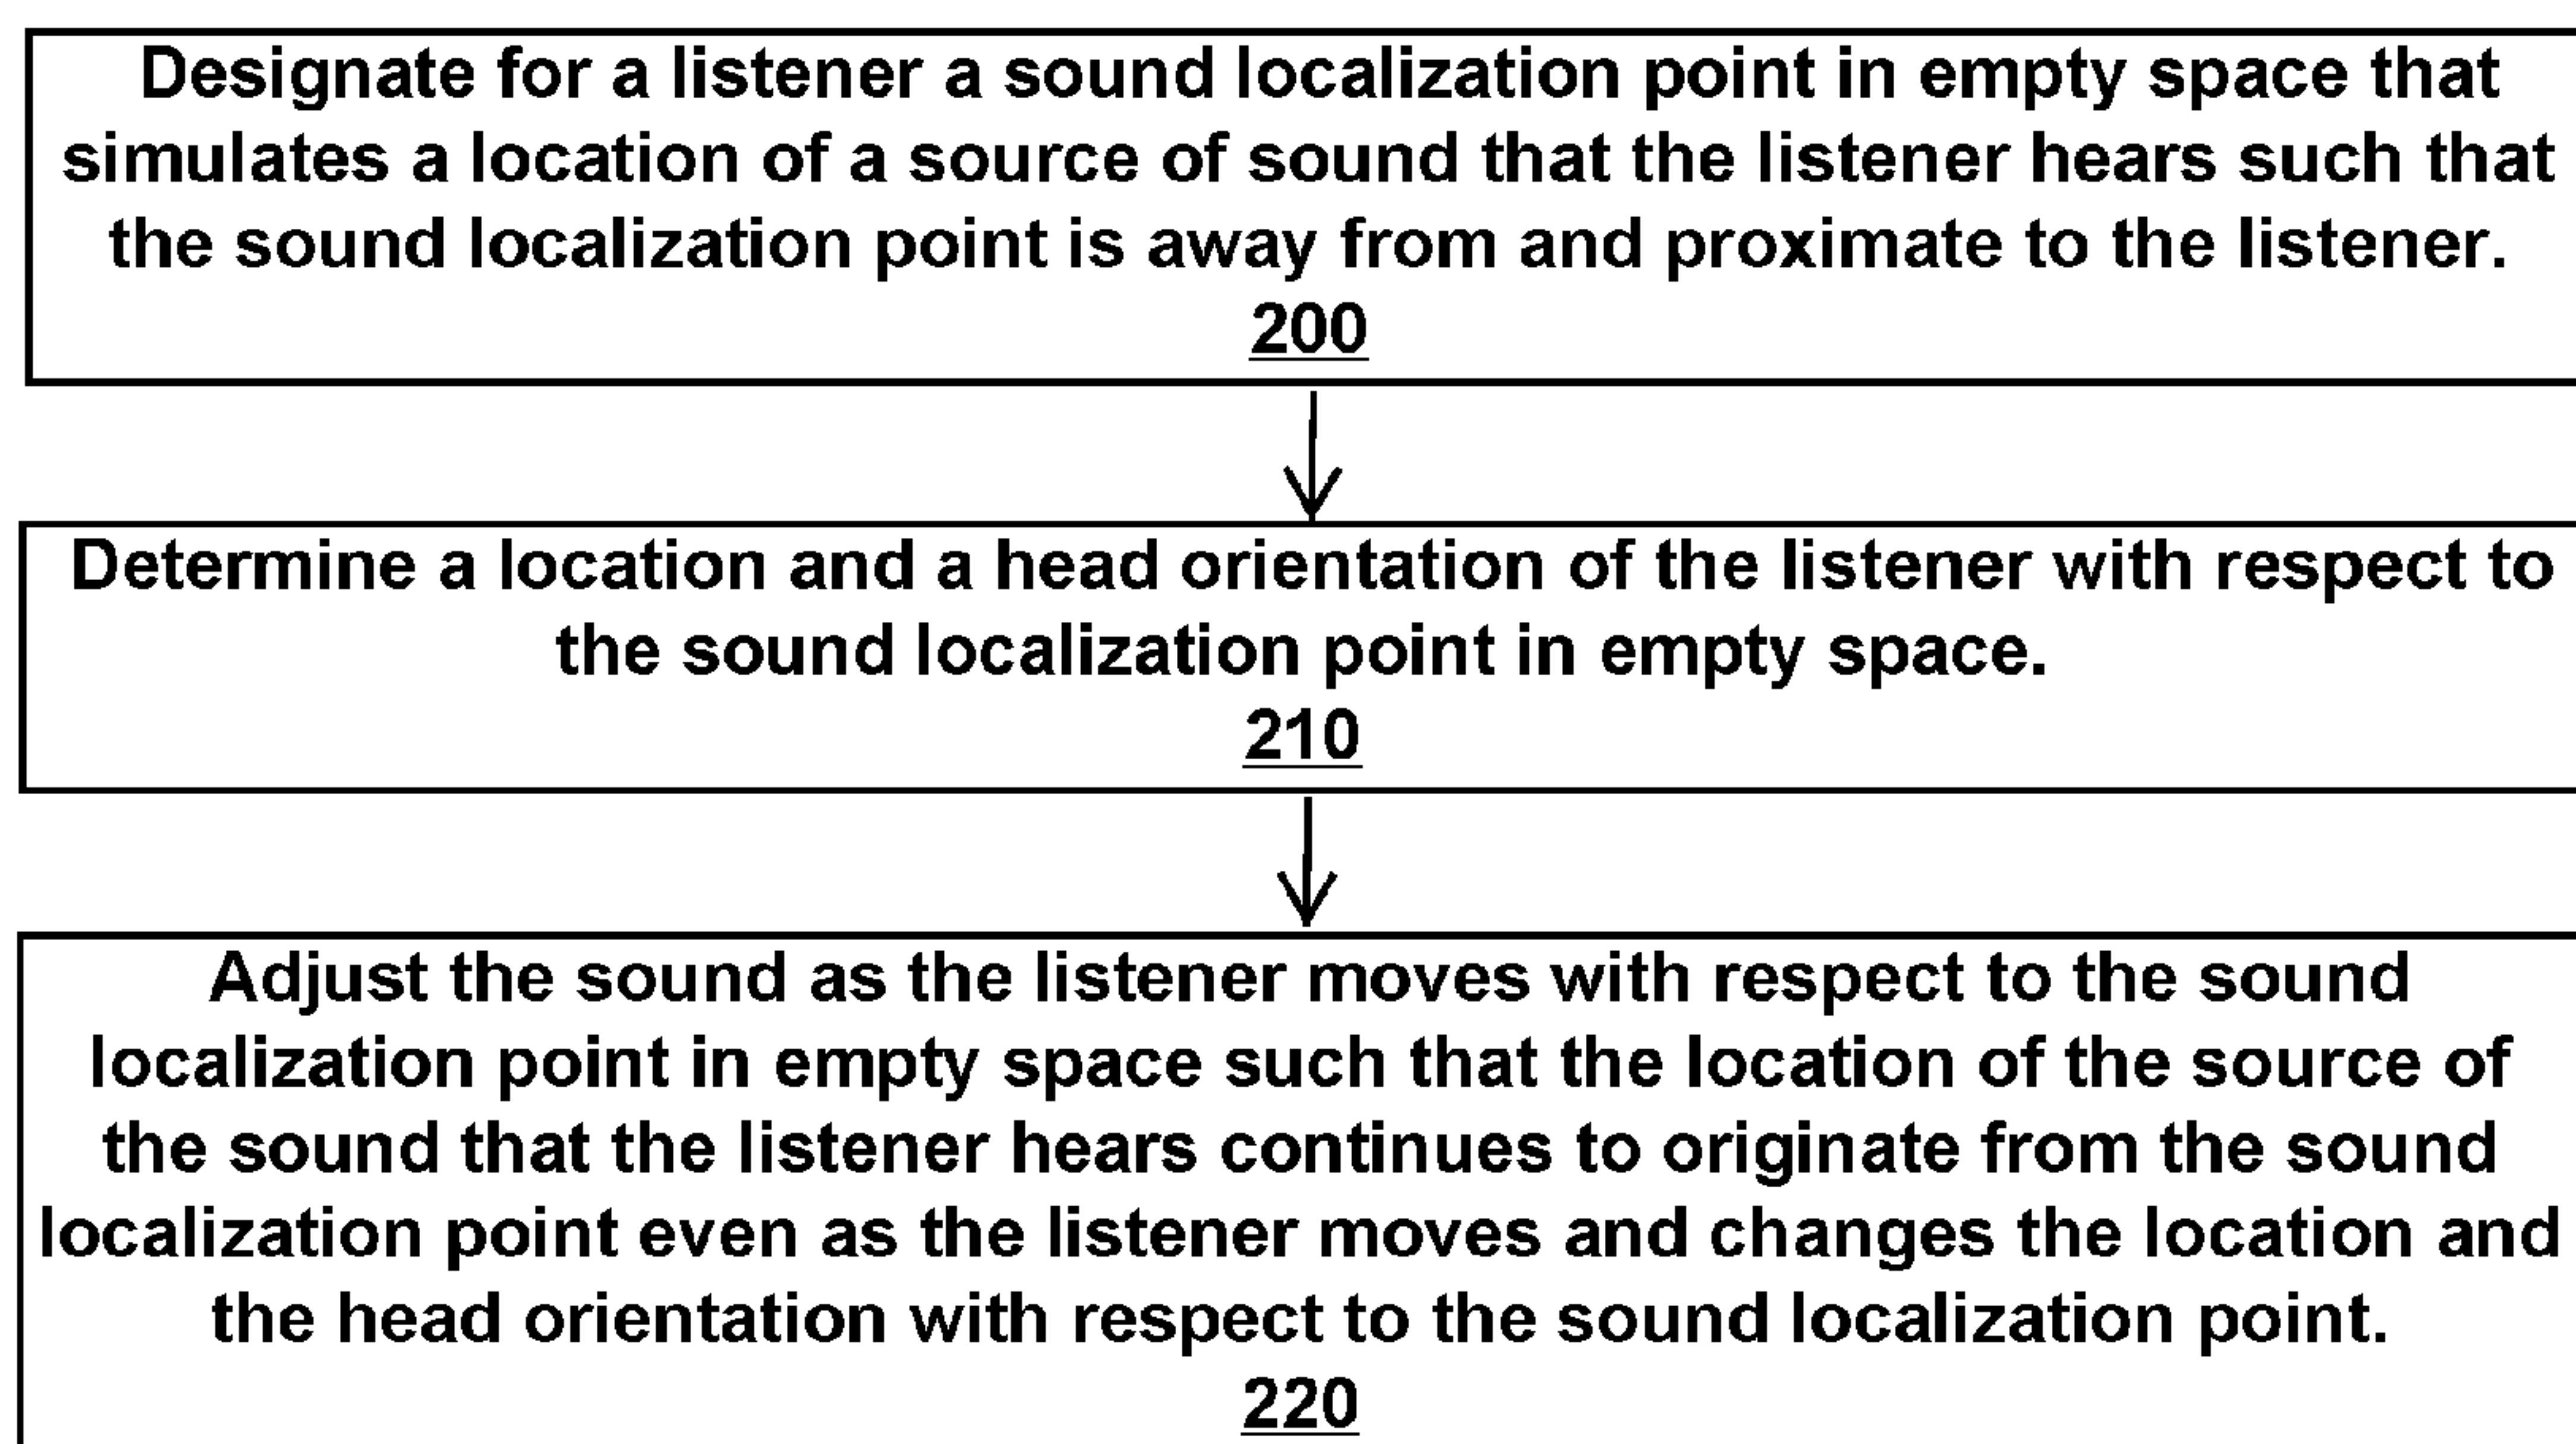 Designate for a listener a sound localization point in empty space that
simulates a location of a source of sound that the listener hears such that
the sound localization point is away from and proximate to the listener.
200
Determine a location and a head orientation of the listener with respect to
the sound localization point in empty space.
210
Adjust the sound as the listener moves with respect to the sound
localization point in empty space such that the location of the source of
the sound that the listener hears continues to originate from the sound
localization point even as the listener moves and changes the location and
the head orientation with respect to the sound localization point.
220